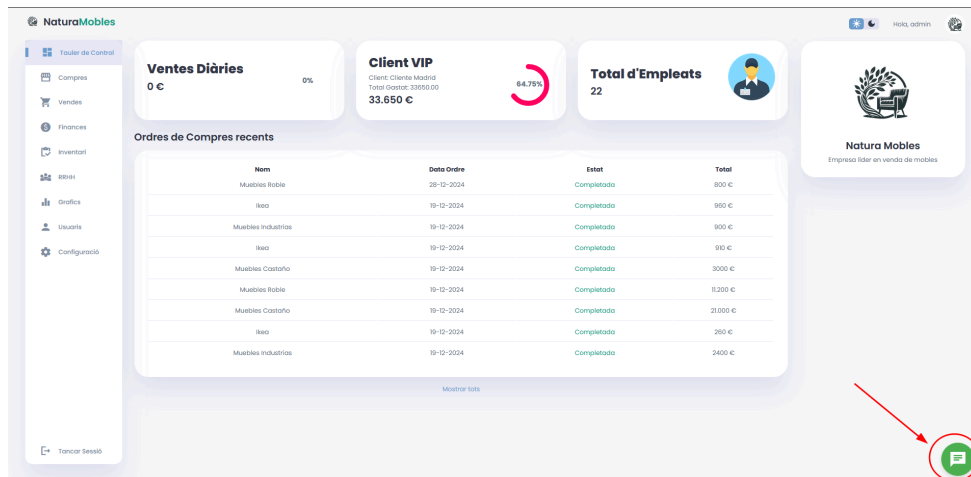 NaturaMobles
Hola, admin
Tauler de Control
Compres
Vendes
Finances
Inventari
RRHH
Grafics
Usuaris
Configuració
Tancar Sessió
Ventes Diàries
0 €
0%
Client VIP
Client: Cliente Madrid
Total Gastat: 33650.00
33.650 €
64.75%
Total d'Empleats
22
Natura Mobles
Empresa líder en venda de mobles
Ordres de Compres recents
Nom Data Ordre Estat Total
Muebles Roble 28-12-2024 Completada 800 €
Ikea 19-12-2024 Completada 960 €
Muebles Industrias 19-12-2024 Completada 900 €
Ikea 19-12-2024 Completada 910 €
Muebles Castaño 19-12-2024 Completada 3000 €
Muebles Roble 19-12-2024 Completada 11.200 €
Muebles Castaño 19-12-2024 Completada 21.000 €
Ikea 19-12-2024 Completada 260 €
Muebles Industrias 19-12-2024 Completada 2400 €
Mostrar tots